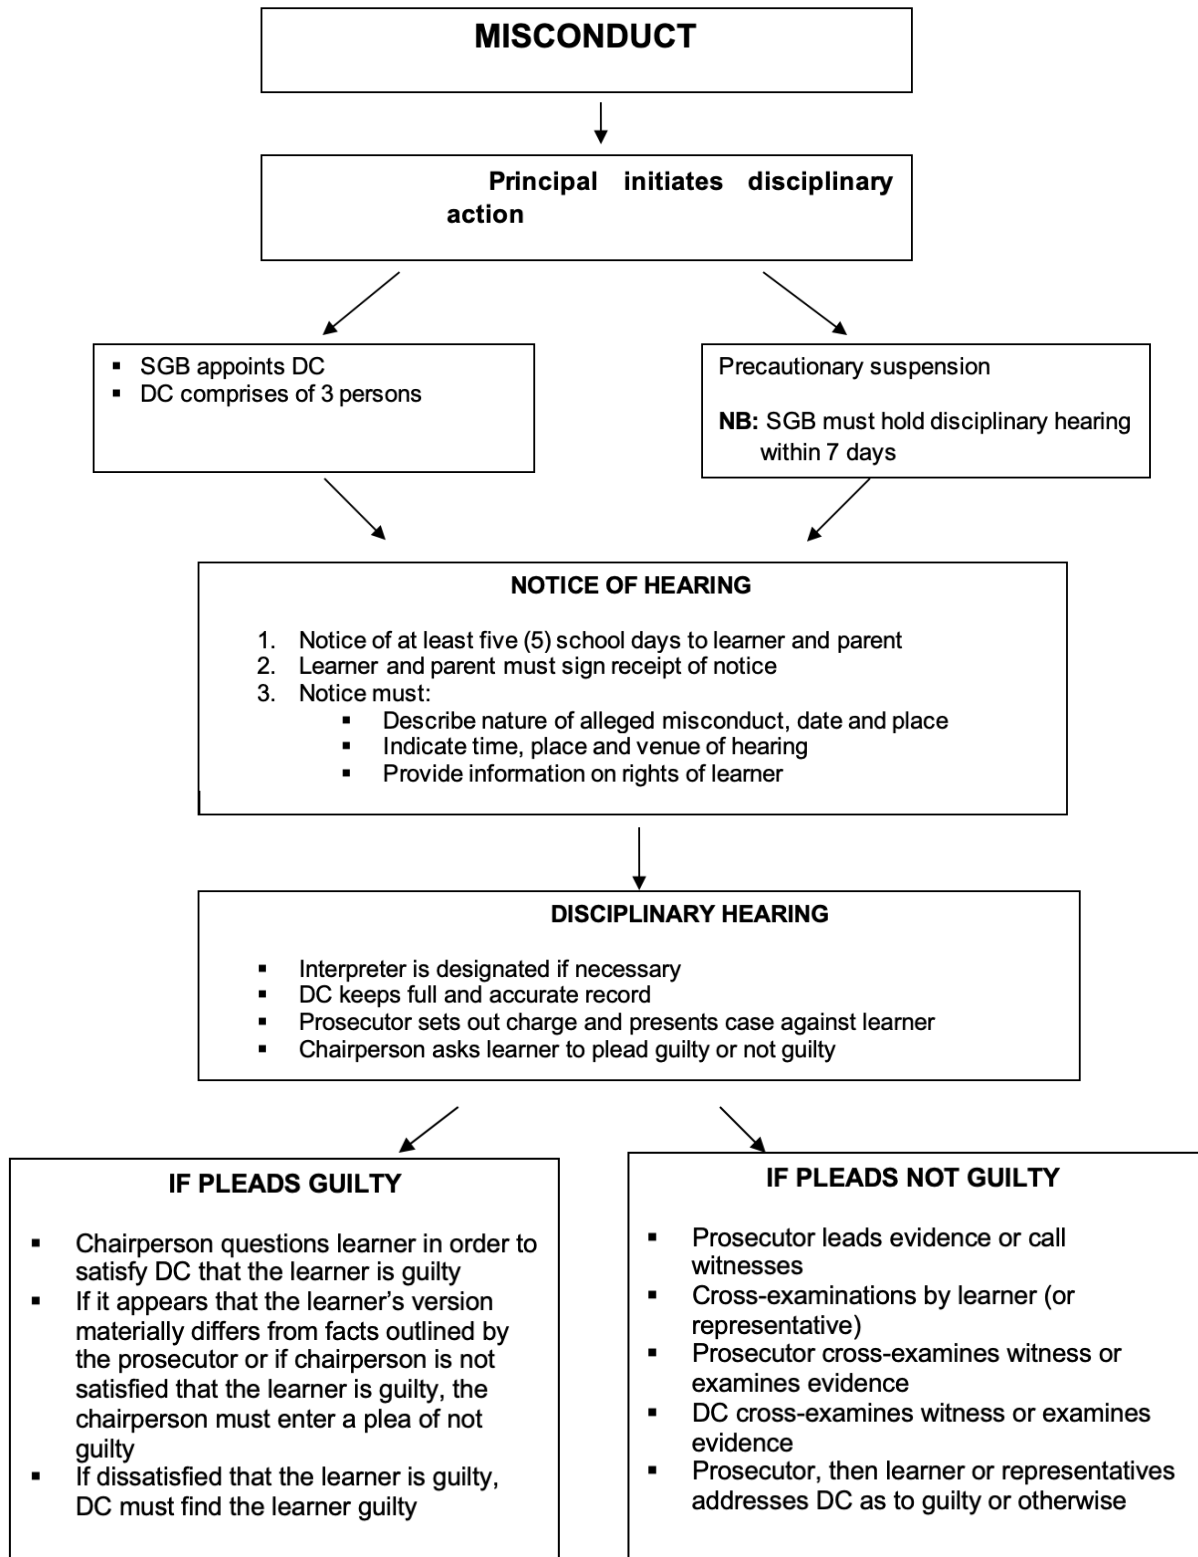 MISCONDUCT
Principal initiates disciplinary
action
▪ SGB appoints DC
▪ DC comprises of 3 persons
Precautionary suspension
NB: SGB must hold disciplinary hearing
within 7 days
NOTICE OF HEARING
1. Notice of at least five (5) school days to learner and parent
2. Learner and parent must sign receipt of notice
3. Notice must:
▪ Describe nature of alleged misconduct, date and place
▪ Indicate time, place and venue of hearing
▪ Provide information on rights of learner
DISCIPLINARY HEARING
▪ Interpreter is designated if necessary
▪ DC keeps full and accurate record
▪ Prosecutor sets out charge and presents case against learner
▪ Chairperson asks learner to plead guilty or not guilty
IF PLEADS GUILTY
▪ Chairperson questions learner in order to
satisfy DC that the learner is guilty
▪ If it appears that the learner’s version
materially differs from facts outlined by
the prosecutor or if chairperson is not
satisfied that the learner is guilty, the
chairperson must enter a plea of not
guilty
▪ If dissatisfied that the learner is guilty,
DC must find the learner guilty
IF PLEADS NOT GUILTY
▪ Prosecutor leads evidence or call
witnesses
▪ Cross-examinations by learner (or
representative)
▪ Prosecutor cross-examines witness or
examines evidence
▪ DC cross-examines witness or examines
evidence
▪ Prosecutor, then learner or representatives
addresses DC as to guilty or otherwise